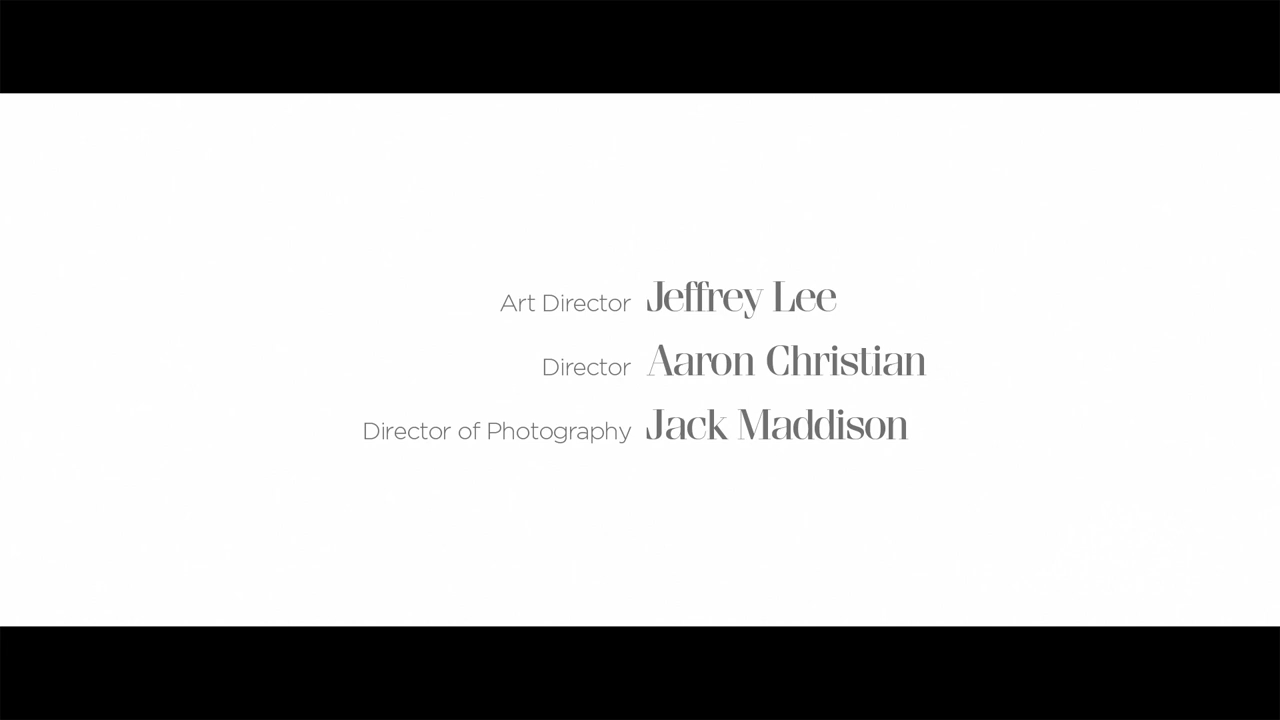 Art Director Jeffrey Lee
Director Aaron Christian
Director of Photography Jack Maddison